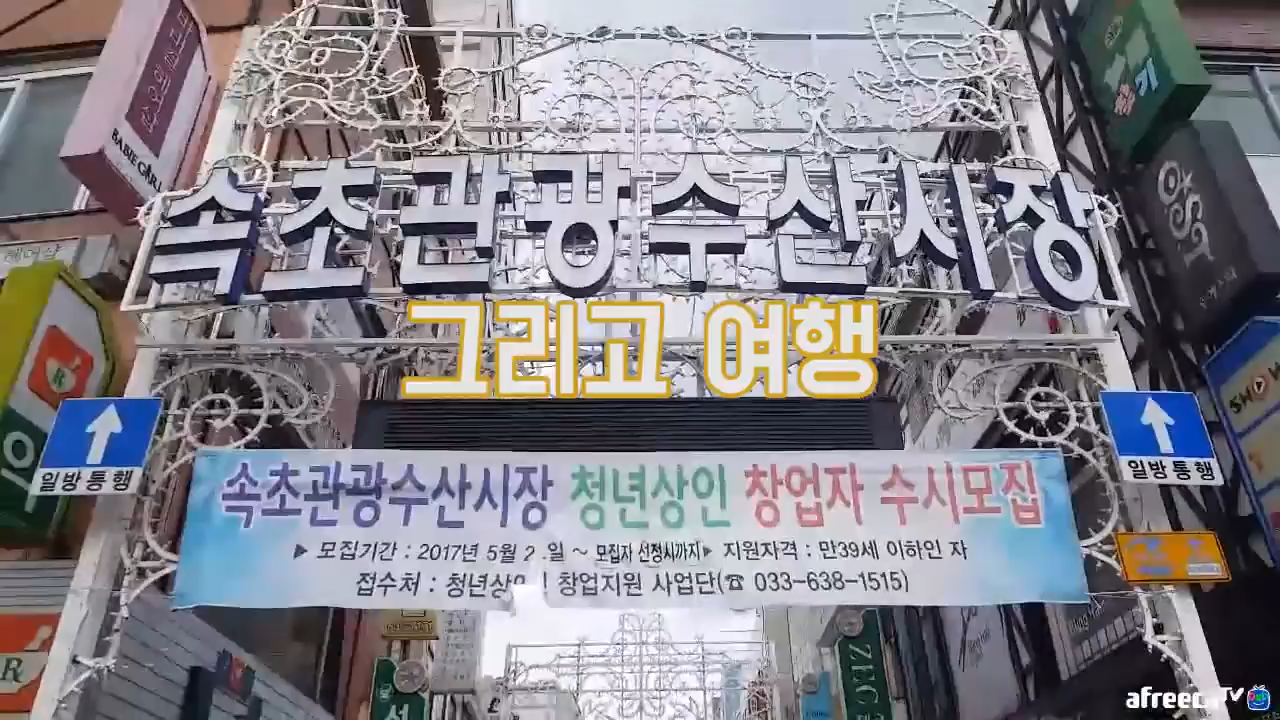 BABIE GARL
속초관광수산시장
그리고 여행
일방통행
일방통행
속초관광수산시장 청년상인 창업자 수시모집
▶ 모집기간 : 2017년 5월 2 .일 ~ 모집자 선정시까지▶ 지원자격 : 만39세 이하인 자
접수처 : 청년상 창업지원 사업단(☎ 033-638-1515)
SHOW
R
R
afreecaTV